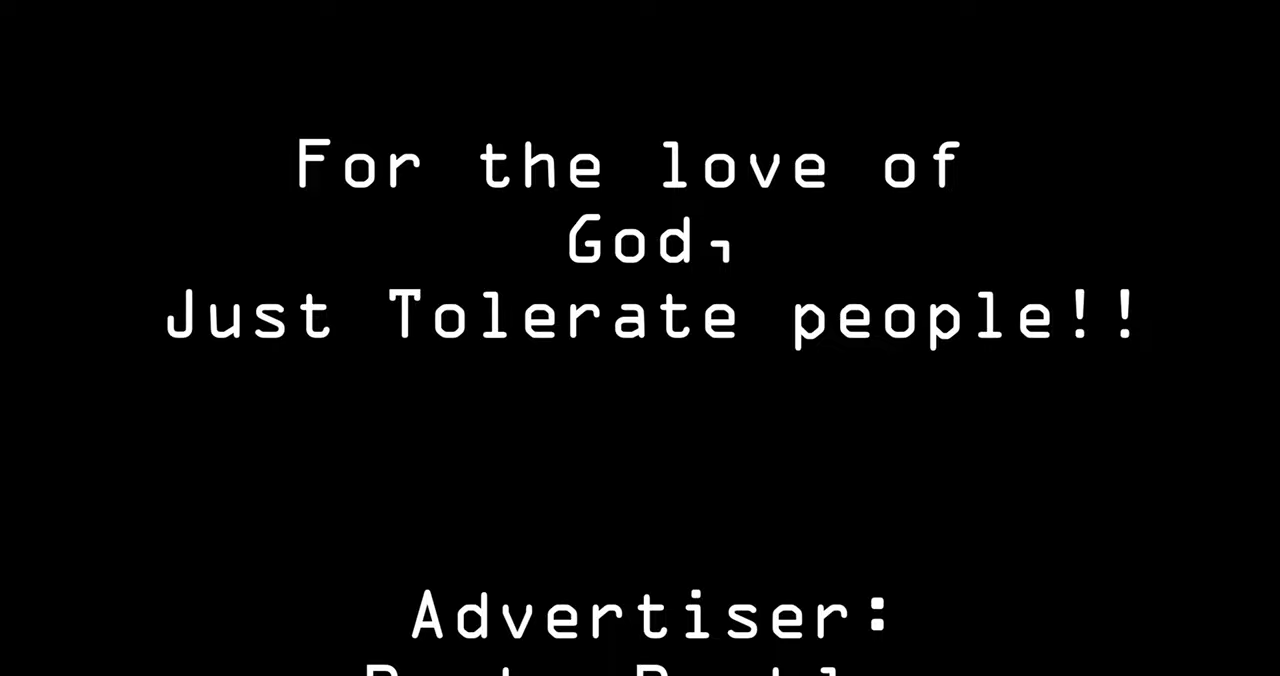 For the love of
God,
Just Tolerate people!!
Advertiser: